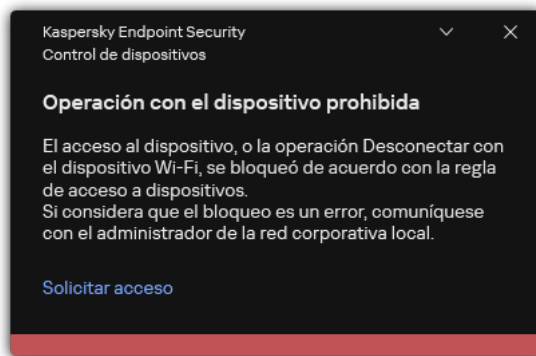 Kaspersky Endpoint Security
Control de dispositivos
Operación con el dispositivo prohibida
El acceso al dispositivo, o la operación Desconectar con
el dispositivo Wi-Fi, se bloqueó de acuerdo con la regla
de acceso a dispositivos.
Si considera que el bloqueo es un error, comuníquese
con el administrador de la red corporativa local.
Solicitar acceso